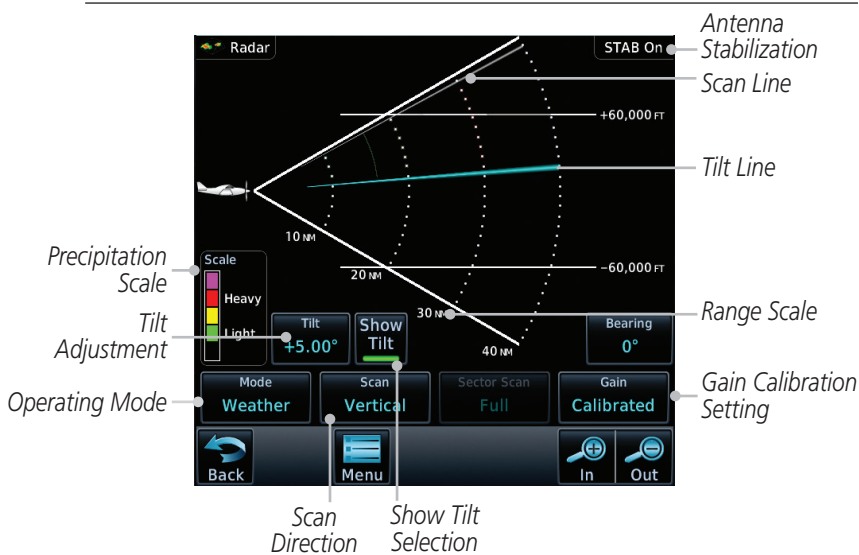 Antenna
Stabilization
Radar
STAB On
Scan Line
+60,000 FT
Tilt Line
10 NM
Precipitation
Scale
Scale
Heavy
Light
20 NM
-60,000 FT
30 NM
Range Scale
40 NM
Tilt
Adjustment
Tilt
+5.00°
Show
Tilt
Bearing
0°
Operating Mode
Mode
Weather
Scan
Vertical
Sector Scan
Full
Gain
Calibrated
Gain Calibration
Setting
Back
Menu
In
Out
Scan
Direction
Show Tilt
Selection